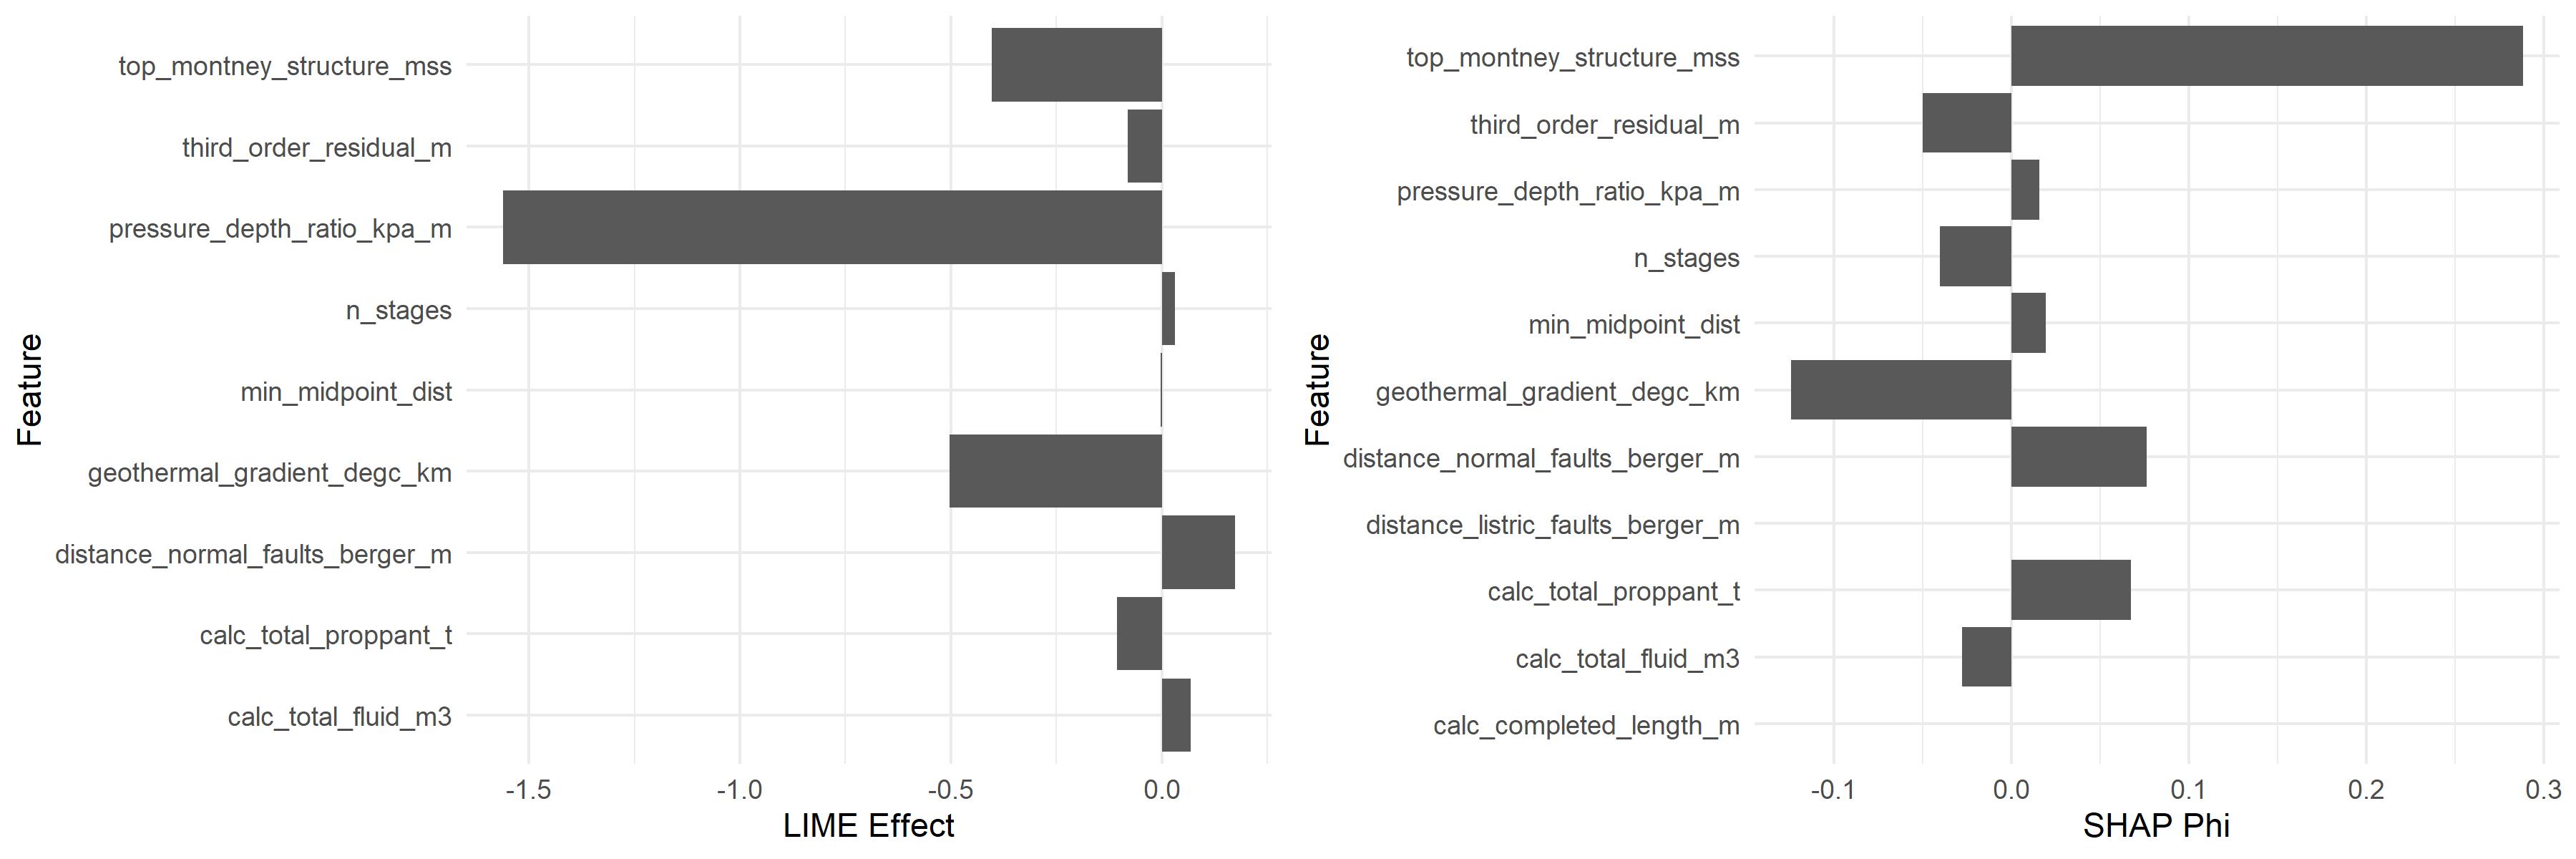 Feature
top_montney_structure_mss
third_order_residual_m
pressure_depth_ratio_kpa_m
n_stages
min_midpoint_dist
geothermal_gradient_degc_km
distance_normal_faults_berger_m
calc_total_proppant_t
calc_total_fluid_m3
-1.5 -1.0 -0.5 0.0
LIME Effect
Feature
top_montney_structure_mss
third_order_residual_m
pressure_depth_ratio_kpa_m
n_stages
min_midpoint_dist
geothermal_gradient_degc_km
distance_normal_faults_berger_m
distance_listric_faults_berger_m
calc_total_proppant_t
calc_total_fluid_m3
calc_completed_length_m
-0.1 0.0 0.1 0.2 0.3
SHAP Phi